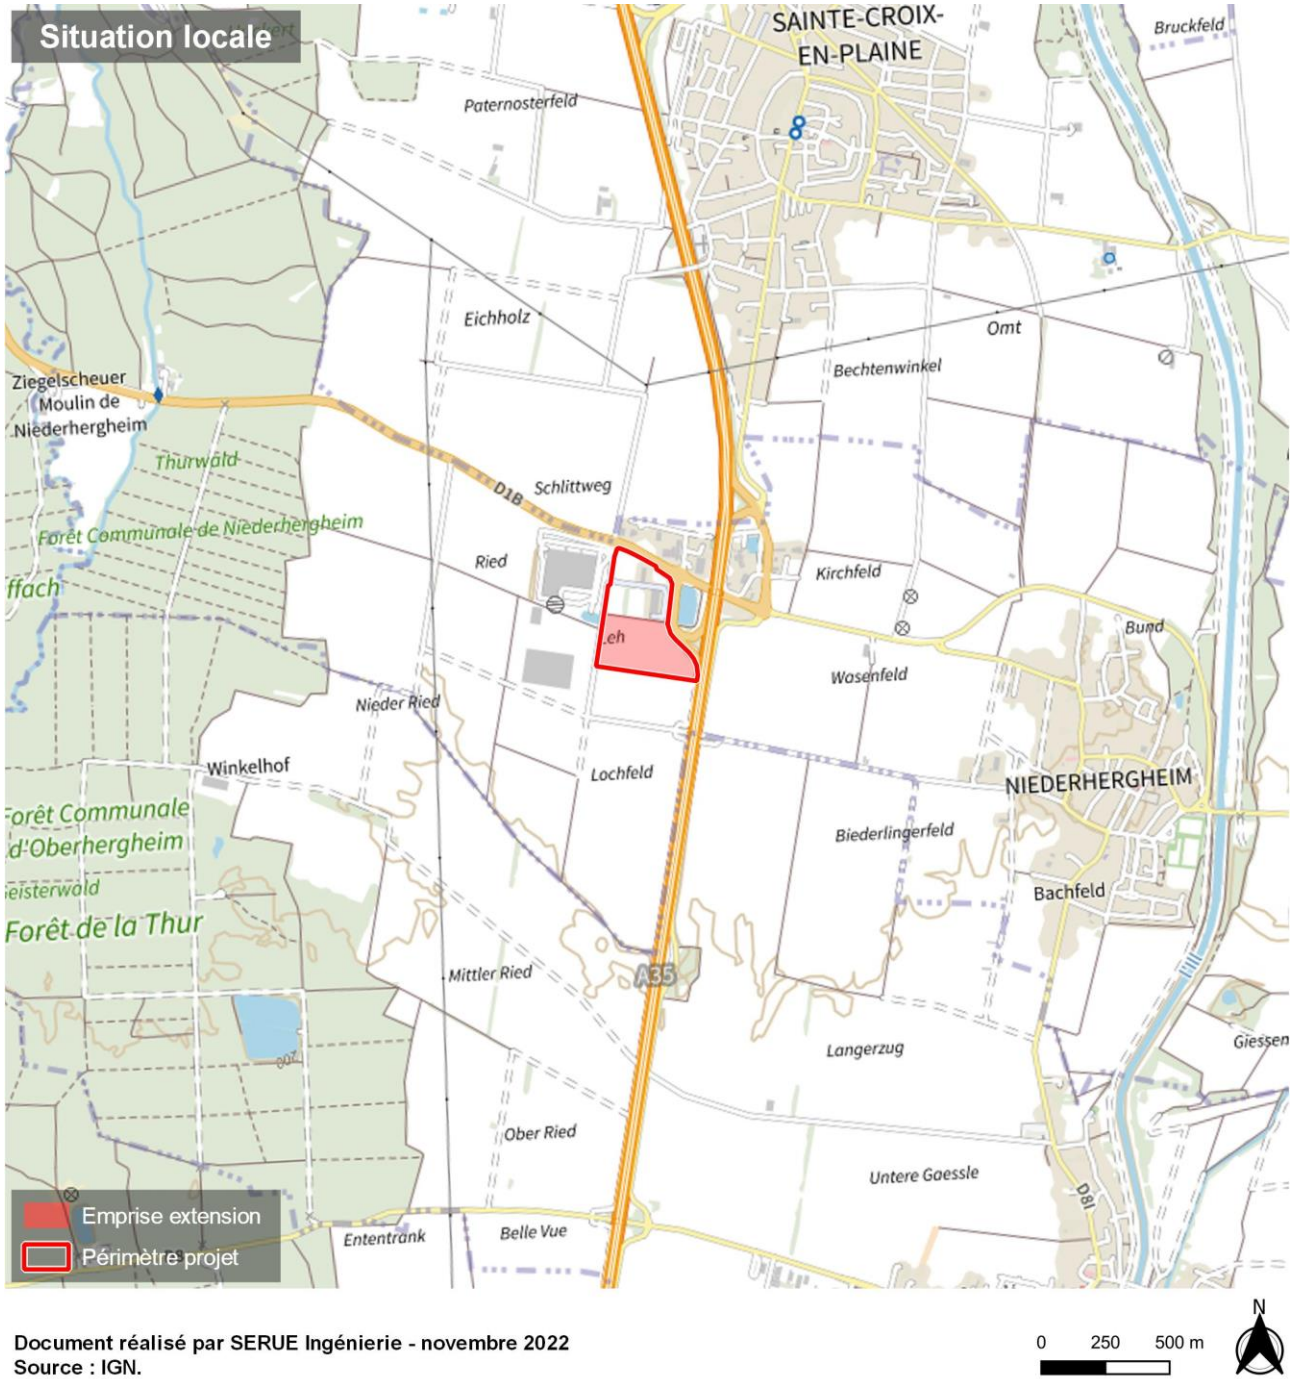 Situation locale
SAINTE-CROIX-
EN-PLAINE
Bruckfeld
Paternosterfeld
Eichholz
Omt
Bechtenwinkel
Ziegelscheuer
Moulin de
Niederhergheim
Thurwald
D1B
Schlittweg
Forêt Communale de Niederhergheim
Ried
Kirchfeld
ffach
Leh
Bund
Wasenfeld
Nieder Ried
Winkelhof
Lochfeld
NIEDERHERGHEIM
Forêt Communale
d'Oberhergheim
Biederlingerfeld
Geisterwald
Bachfeld
Forêt de la Thur
Mittler Ried
A35
Langerzug
Giessen
200
Ober Ried
Untere Gaessle
D8I
Emprise extension
Ententrank
Belle Vue
D8
Périmètre projet
N
Document réalisé par SERUE Ingénierie - novembre 2022
Source : IGN.
0 250 500 m